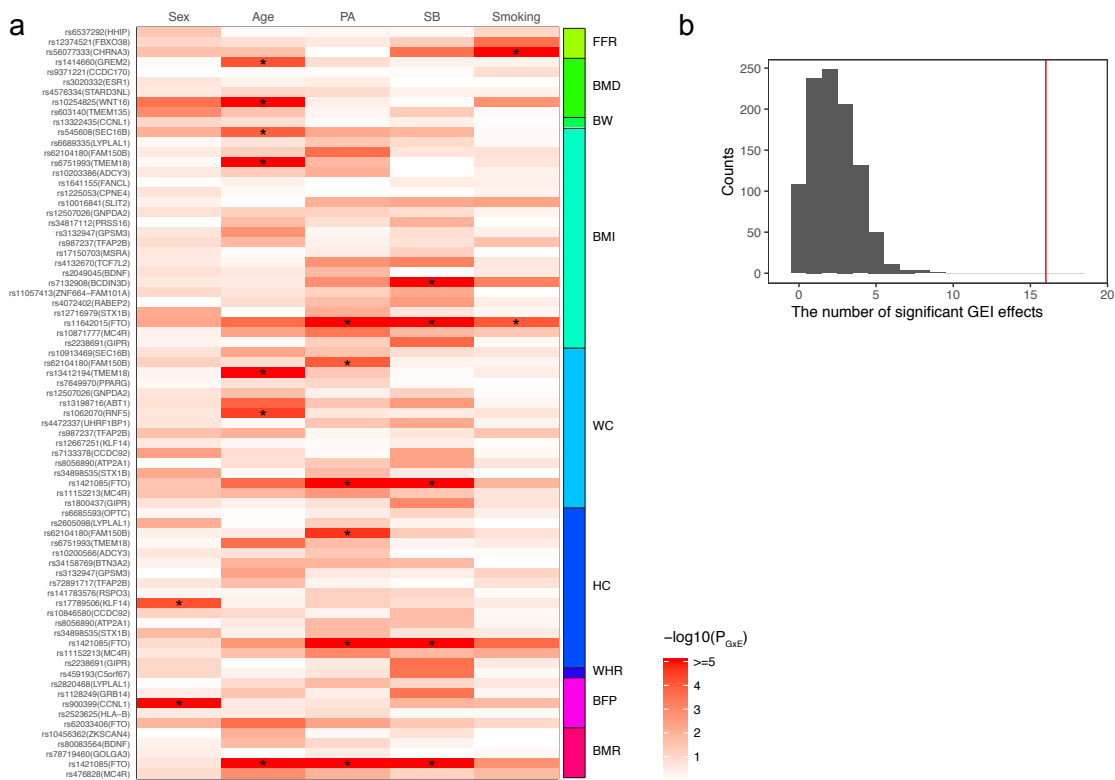 a
Sex Age PA SB Smoking
rs6537292(HHIP)
rs12374521(FBXO38)
rs56077333(CHRNA3)
rs1414660(GREM2)
rs9371221(CCDC170)
rs3020332(ESR1)
rs4576334(STARD3NL)
rs10254825(WNT16)
rs603140(TMEM135)
rs13322435(CCNL1)
rs545608(SEC16B)
rs6689335(LYPLAL1)
rs62104180(FAM150B)
rs6751993(TMEM18)
rs10203386(ADCY3)
rs1641155(FANCL)
rs1225053(CPNE4)
rs10016841(SLIT2)
rs12507026(GNPDA2)
rs34817112(PRSS16)
rs3132947(GPSM3)
rs987237(TFAP2B)
rs17150703(MSRA)
rs4132670(TCF7L2)
rs2049045(BDNF)
rs7132908(BCDIN3D)
rs11057413(ZNF664-FAM101A)
rs4072402(RABEP2)
rs12716979(STX1B)
rs11642015(FTO)
rs10871777(MC4R)
rs2238691(GIPR)
rs10913469(SEC16B)
rs62104180(FAM150B)
rs13412194(TMEM18)
rs7649970(PPARG)
rs12507026(GNPDA2)
rs13198716(ABT1)
rs1062070(RNF5)
rs4472337(UHRF1BP1)
rs987237(TFAP2B)
rs12667251(KLF14)
rs7133378(CCDC92)
rs8056890(ATP2A1)
rs34898535(STX1B)
rs1421085(FTO)
rs11152213(MC4R)
rs1800437(GIPR)
rs6685593(OPTC)
rs2605098(LYPLAL1)
rs62104180(FAM150B)
rs6751993(TMEM18)
rs10200566(ADCY3)
rs34158769(BTN3A2)
rs3132947(GPSM3)
rs72891717(TFAP2B)
rs141783576(RSPO3)
rs17789506(KLF14)
rs10846580(CCDC92)
rs8056890(ATP2A1)
rs34898535(STX1B)
rs1421085(FTO)
rs11152213(MC4R)
rs2238691(GIPR)
rs459193(C5orf67)
rs2820468(LYPLAL1)
rs1128249(GRB14)
rs900399(CCNL1)
rs2523625(HLA-B)
rs62033406(FTO)
rs10456362(ZKSCAN4)
rs80083564(BDNF)
rs78719460(GOLGA3)
rs1421085(FTO)
rs476828(MC4R)
FFR
BMD
BW
BMI
WC
HC
WHR
BFP
BMR
−log10(PGxE)
>=5
4
3
2
1
b
250
200
150
100
50
0
Counts
0 5 10 15 20
The number of significant GEI effects